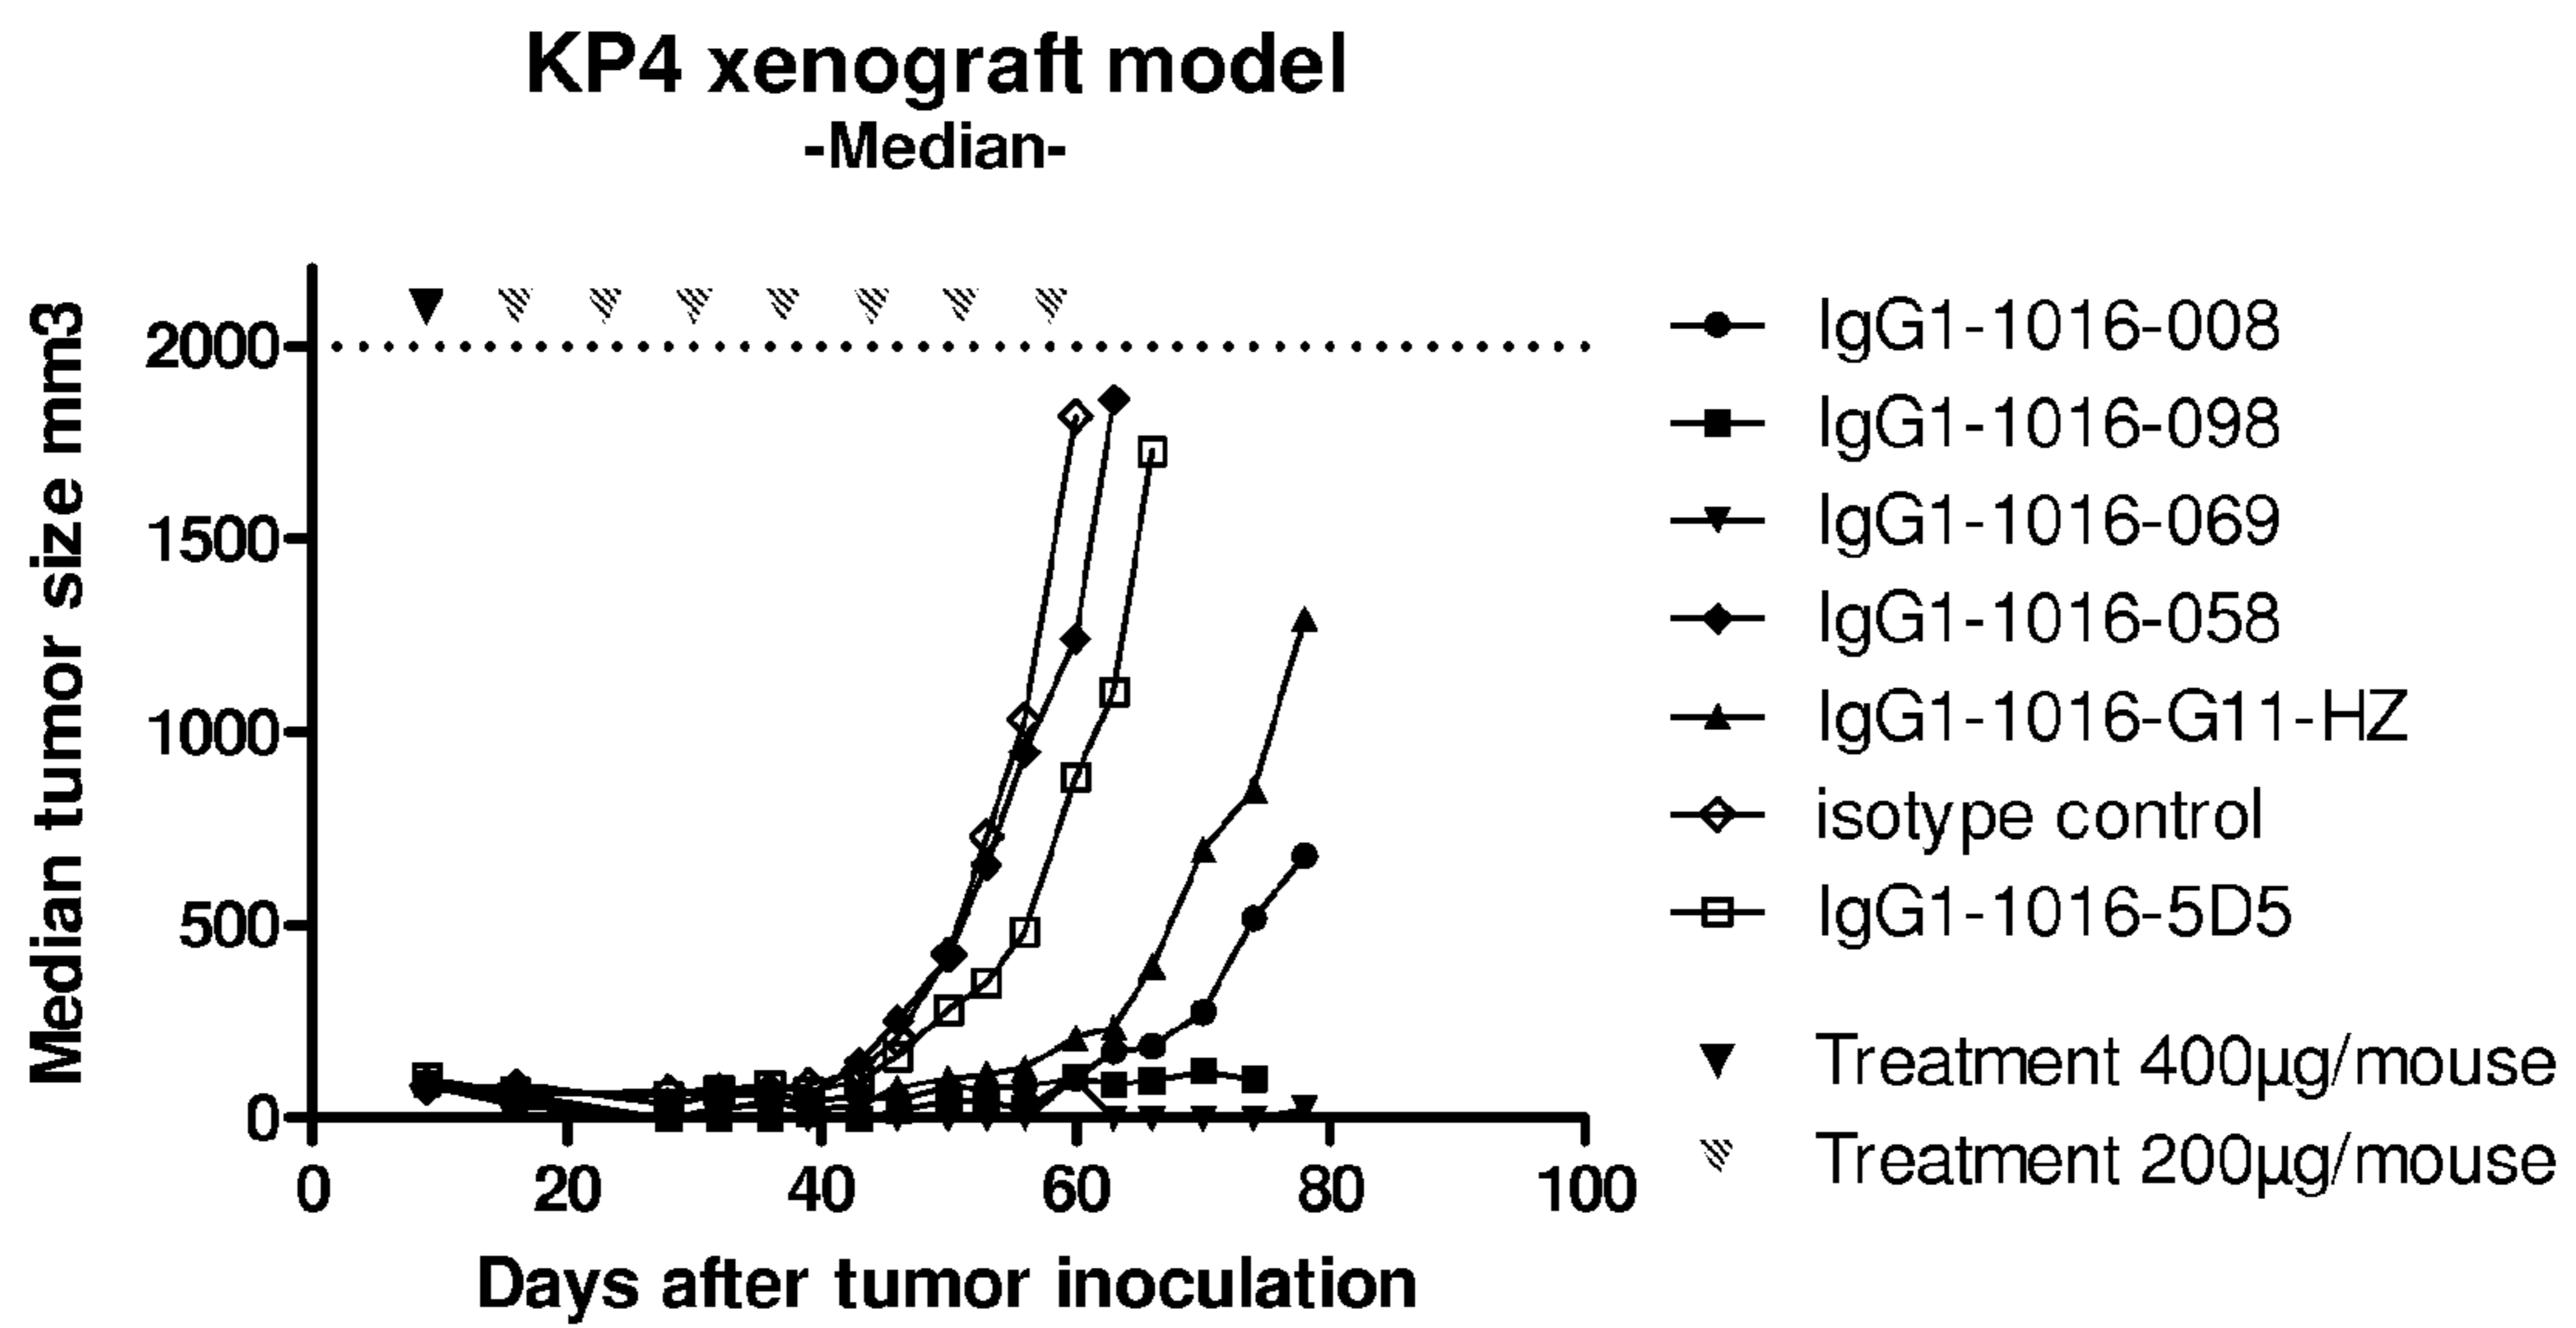 KP4 xenograft model
-Median-
Median tumor size mm3
2000
1500
1000
500
0
0 20 40 60 80 100
Days after tumor inoculation
IgG1-1016-008
IgG1-1016-098
IgG1-1016-069
IgG1-1016-058
IgG1-1016-G11-HZ
isotype control
IgG1-1016-5D5
Treatment 400µg/mouse
Treatment 200µg/mouse